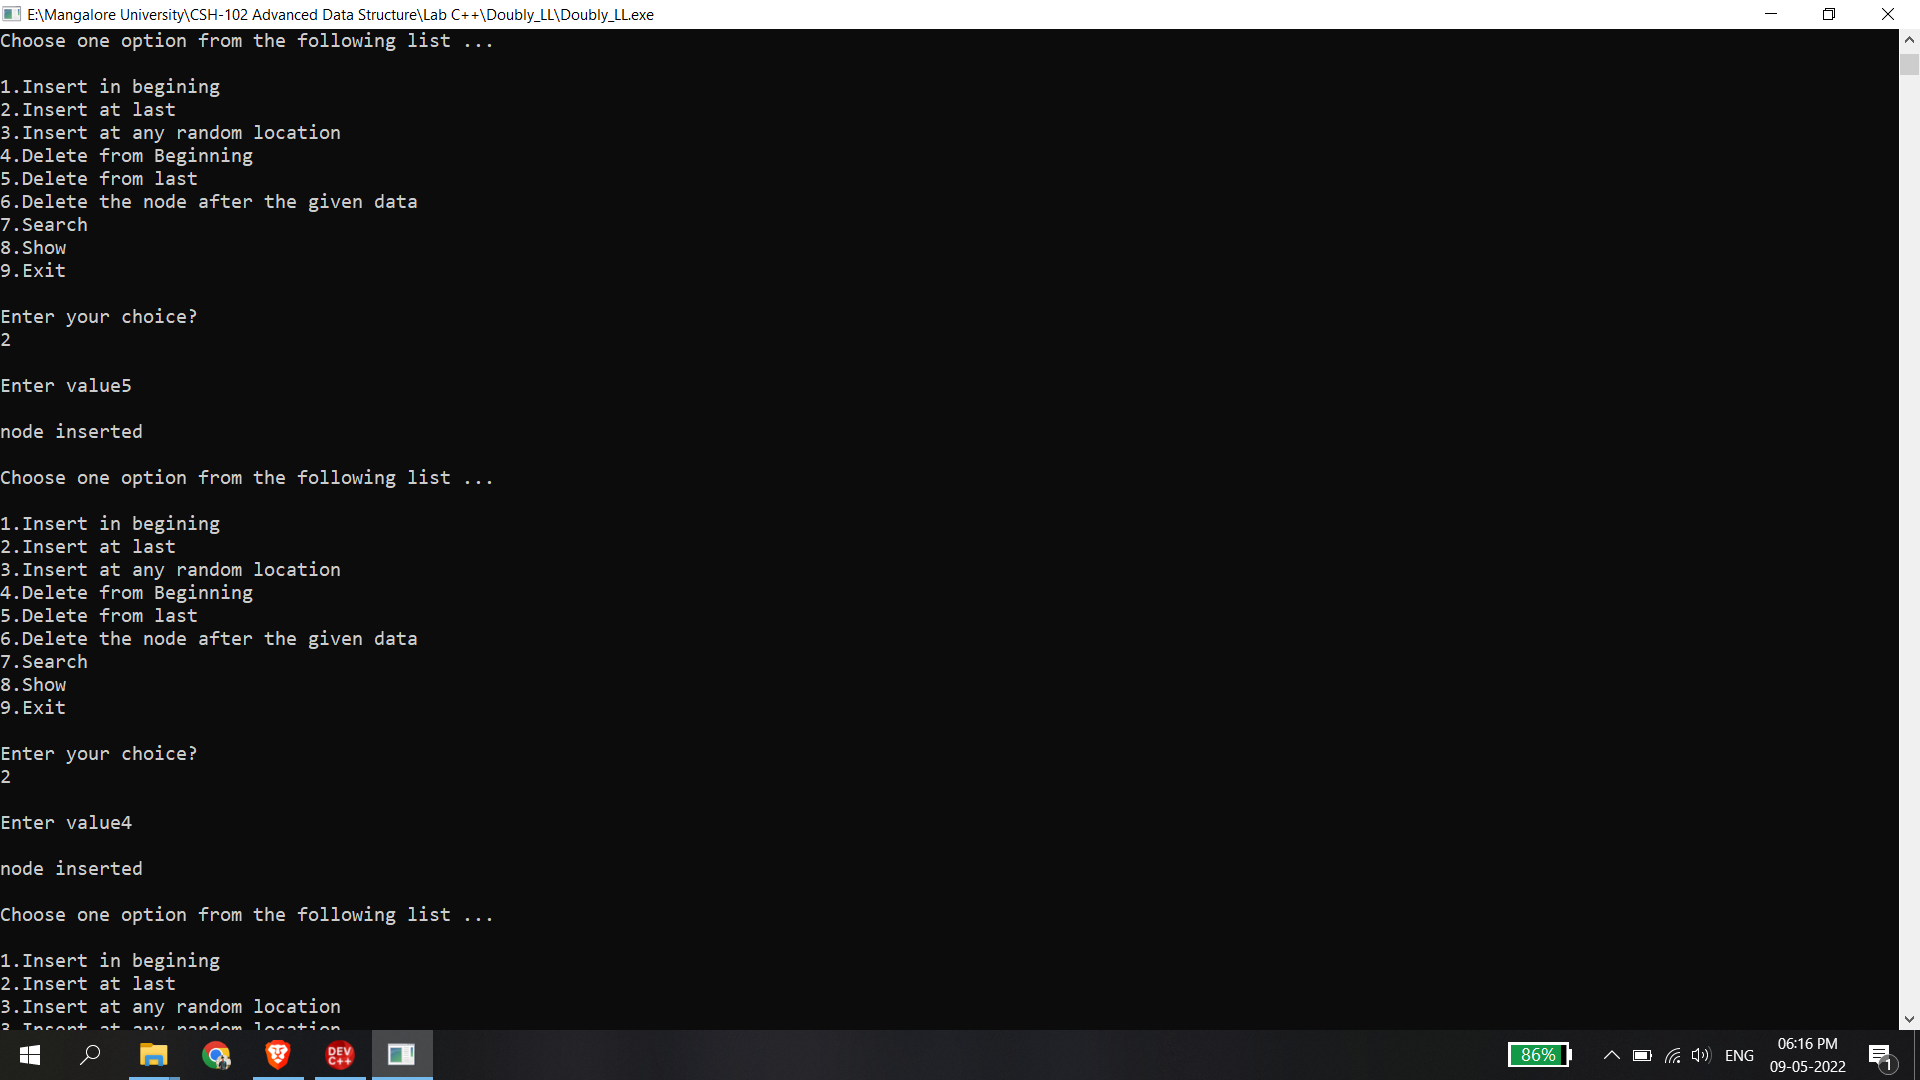 E:\Mangalore University\CSH-102 Advanced Data Structure\Lab C++\Doubly_LL\Doubly_LL.exe
Choose one option from the following list ...
1.Insert in begining
2.Insert at last
3.Insert at any random location
4.Delete from Beginning
5.Delete from last
6.Delete the node after the given data
7.Search
8.Show
9.Exit
Enter your choice?
2
Enter value5
node inserted
Choose one option from the following list ...
1.Insert in begining
2.Insert at last
3.Insert at any random location
4.Delete from Beginning
5.Delete from last
6.Delete the node after the given data
7.Search
8.Show
9.Exit
Enter your choice?
2
Enter value4
node inserted
Choose one option from the following list ...
1.Insert in begining
2.Insert at last
3.Insert at any random location
3.Insert at any random location
DEV C++
86%
ENG
06:16 PM
09-05-2022
1